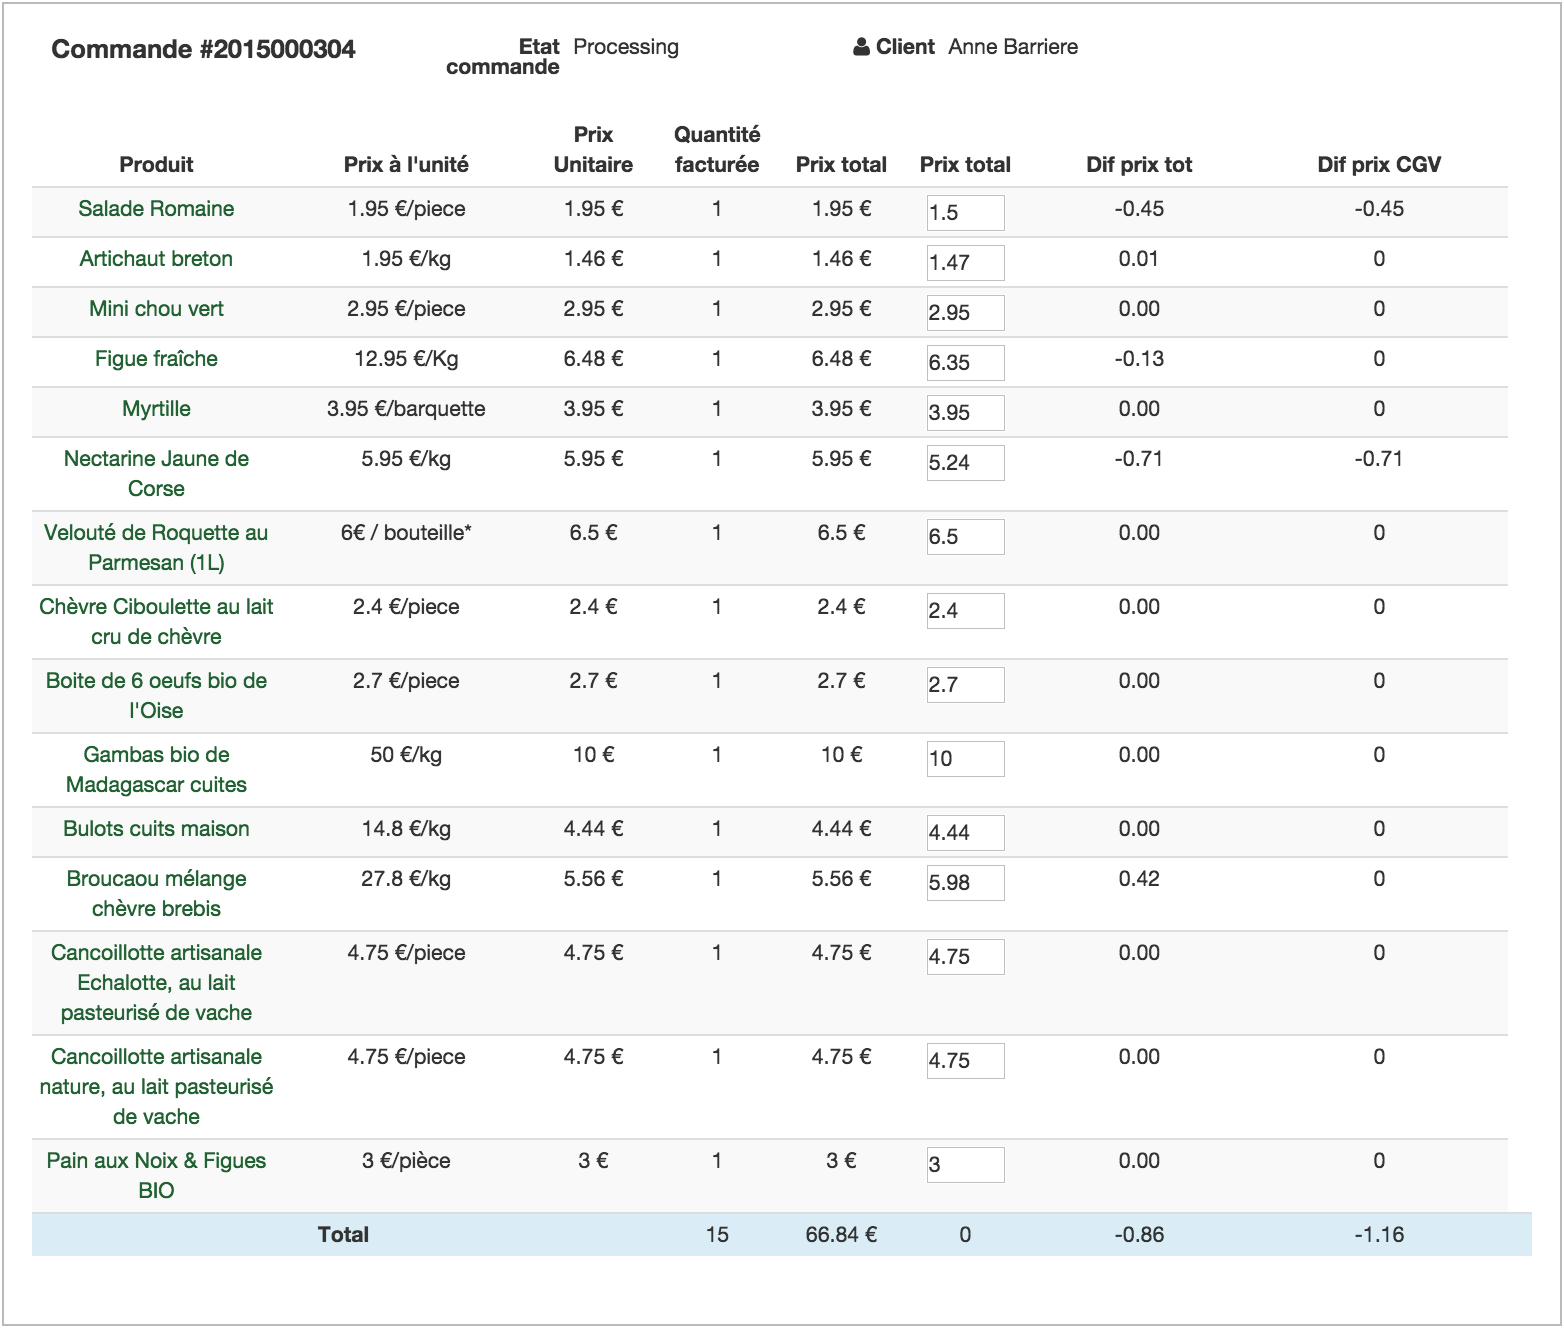 Commande #2015000304 Etat Processing Client Anne Barriere
commande
Prix Quantité
Produit Prix à l'unité Unitaire facturée Prix total Prix total Dif prix tot Dif prix CGV
Salade Romaine 1.95 €/piece 1.95 € 1 1.95 € 1.5 -0.45 -0.45
Artichaut breton 1.95 €/kg 1.46 € 1 1.46 € 1.47 0.01 0
Mini chou vert 2.95 €/piece 2.95 € 1 2.95 € 2.95 0.00 0
Figue fraîche 12.95 €/Kg 6.48 € 1 6.48 € 6.35 -0.13 0
Myrtille 3.95 €/barquette 3.95 € 1 3.95 € 3.95 0.00 0
Nectarine Jaune de 5.95 €/kg 5.95 € 1 5.95 € 5.24 -0.71 -0.71
Corse
Velouté de Roquette au 6€ / bouteille* 6.5 € 1 6.5 € 6.5 0.00 0
Parmesan (1L)
Chèvre Ciboulette au lait 2.4 €/piece 2.4 € 1 2.4 € 2.4 0.00 0
cru de chèvre
Boite de 6 oeufs bio de 2.7 €/piece 2.7 € 1 2.7 € 2.7 0.00 0
l'Oise
Gambas bio de 50 €/kg 10 € 1 10 € 10 0.00 0
Madagascar cuites
Bulots cuits maison 14.8 €/kg 4.44 € 1 4.44 € 4.44 0.00 0
Broucaou mélange 27.8 €/kg 5.56 € 1 5.56 € 5.98 0.42 0
chèvre brebis
Cancoillotte artisanale 4.75 €/piece 4.75 € 1 4.75 € 4.75 0.00 0
Echalotte, au lait
pasteurisé de vache
Cancoillotte artisanale 4.75 €/piece 4.75 € 1 4.75 € 4.75 0.00 0
nature, au lait pasteurisé
de vache
Pain aux Noix & Figues 3 €/pièce 3 € 1 3 € 3 0.00 0
BIO
Total 15 66.84 € 0 -0.86 -1.16